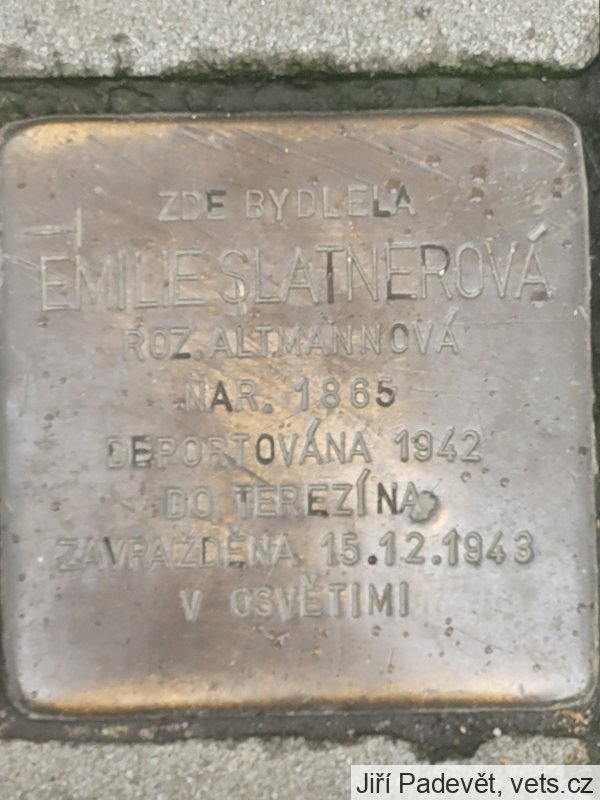 ZDE BYDLELA
EMILIE SLATNEROVÁ
ROZ. ALTMANNOVÁ
NAR. 1865
DEPORTOVÁNA 1942
DO TEREZÍNA
ZAVRAŽDĚNA 15.12.1943
V OSVĚTIMI
Jiří Padevět, vets.cz